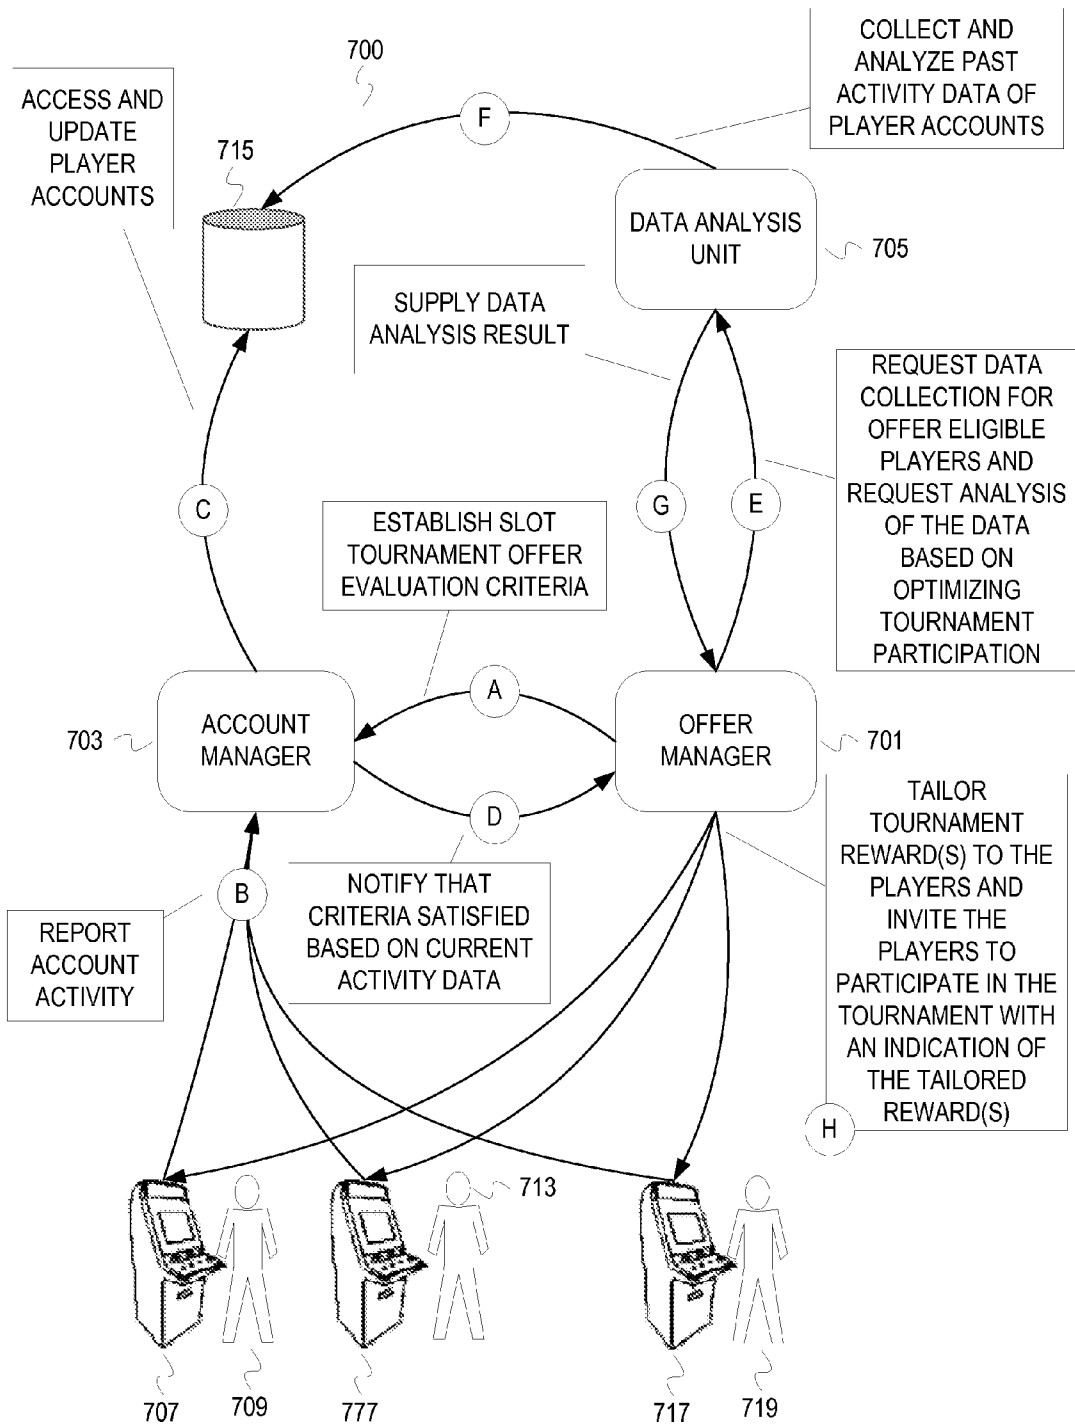 700
COLLECT AND
ANALYZE PAST
ACTIVITY DATA OF
PLAYER ACCOUNTS
ACCESS AND
UPDATE
PLAYER
ACCOUNTS
715
F
DATA ANALYSIS
UNIT
705
SUPPLY DATA
ANALYSIS RESULT
REQUEST DATA
COLLECTION FOR
OFFER ELIGIBLE
PLAYERS AND
REQUEST ANALYSIS
OF THE DATA
BASED ON
OPTIMIZING
TOURNAMENT
PARTICIPATION
C
G
E
ESTABLISH SLOT
TOURNAMENT OFFER
EVALUATION CRITERIA
A
703
ACCOUNT
MANAGER
OFFER
MANAGER
701
D
B
NOTIFY THAT
CRITERIA SATISFIED
BASED ON CURRENT
ACTIVITY DATA
REPORT
ACCOUNT
ACTIVITY
TAILOR
TOURNAMENT
REWARD(S) TO THE
PLAYERS AND
INVITE THE
PLAYERS TO
PARTICIPATE IN THE
TOURNAMENT WITH
AN INDICATION OF
THE TAILORED
REWARD(S)
H
713
707
709
777
717
719